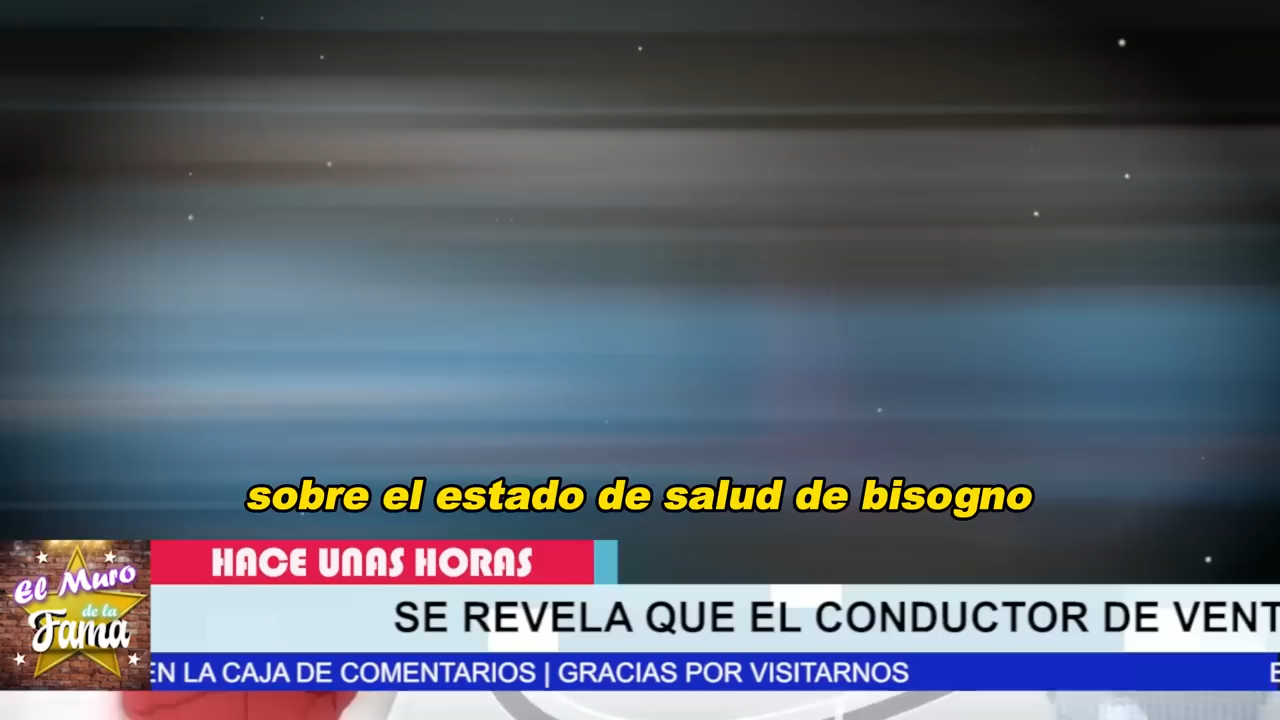 sobre el estado de salud de bisogno
HACE UNAS HORAS
El Muro
de la
Fama
SE REVELA QUE EL CONDUCTOR DE VENT
EN LA CAJA DE COMENTARIOS | GRACIAS POR VISITARNOS